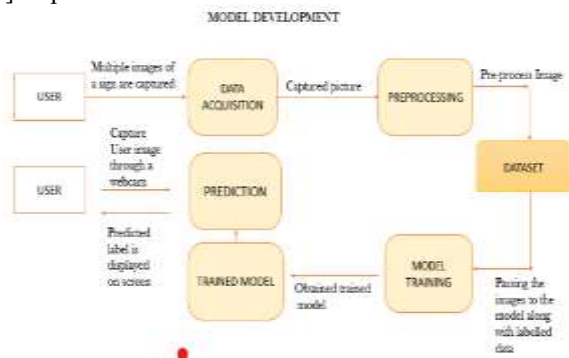 MODEL DEVELOPMENT
USER
Multiple images of
a sign are captured
DATA
ACQUISITION
Captured picture
PREPROCESSING
Pre-process Image
DATASET
USER
Capture
User image
through a
webcam
PREDICTION
Predicted
label is
displayed
on screen
TRAINED MODEL
Obtained trained
model
MODEL
TRAINING
Passing the
images to the
model along
with labelled
data